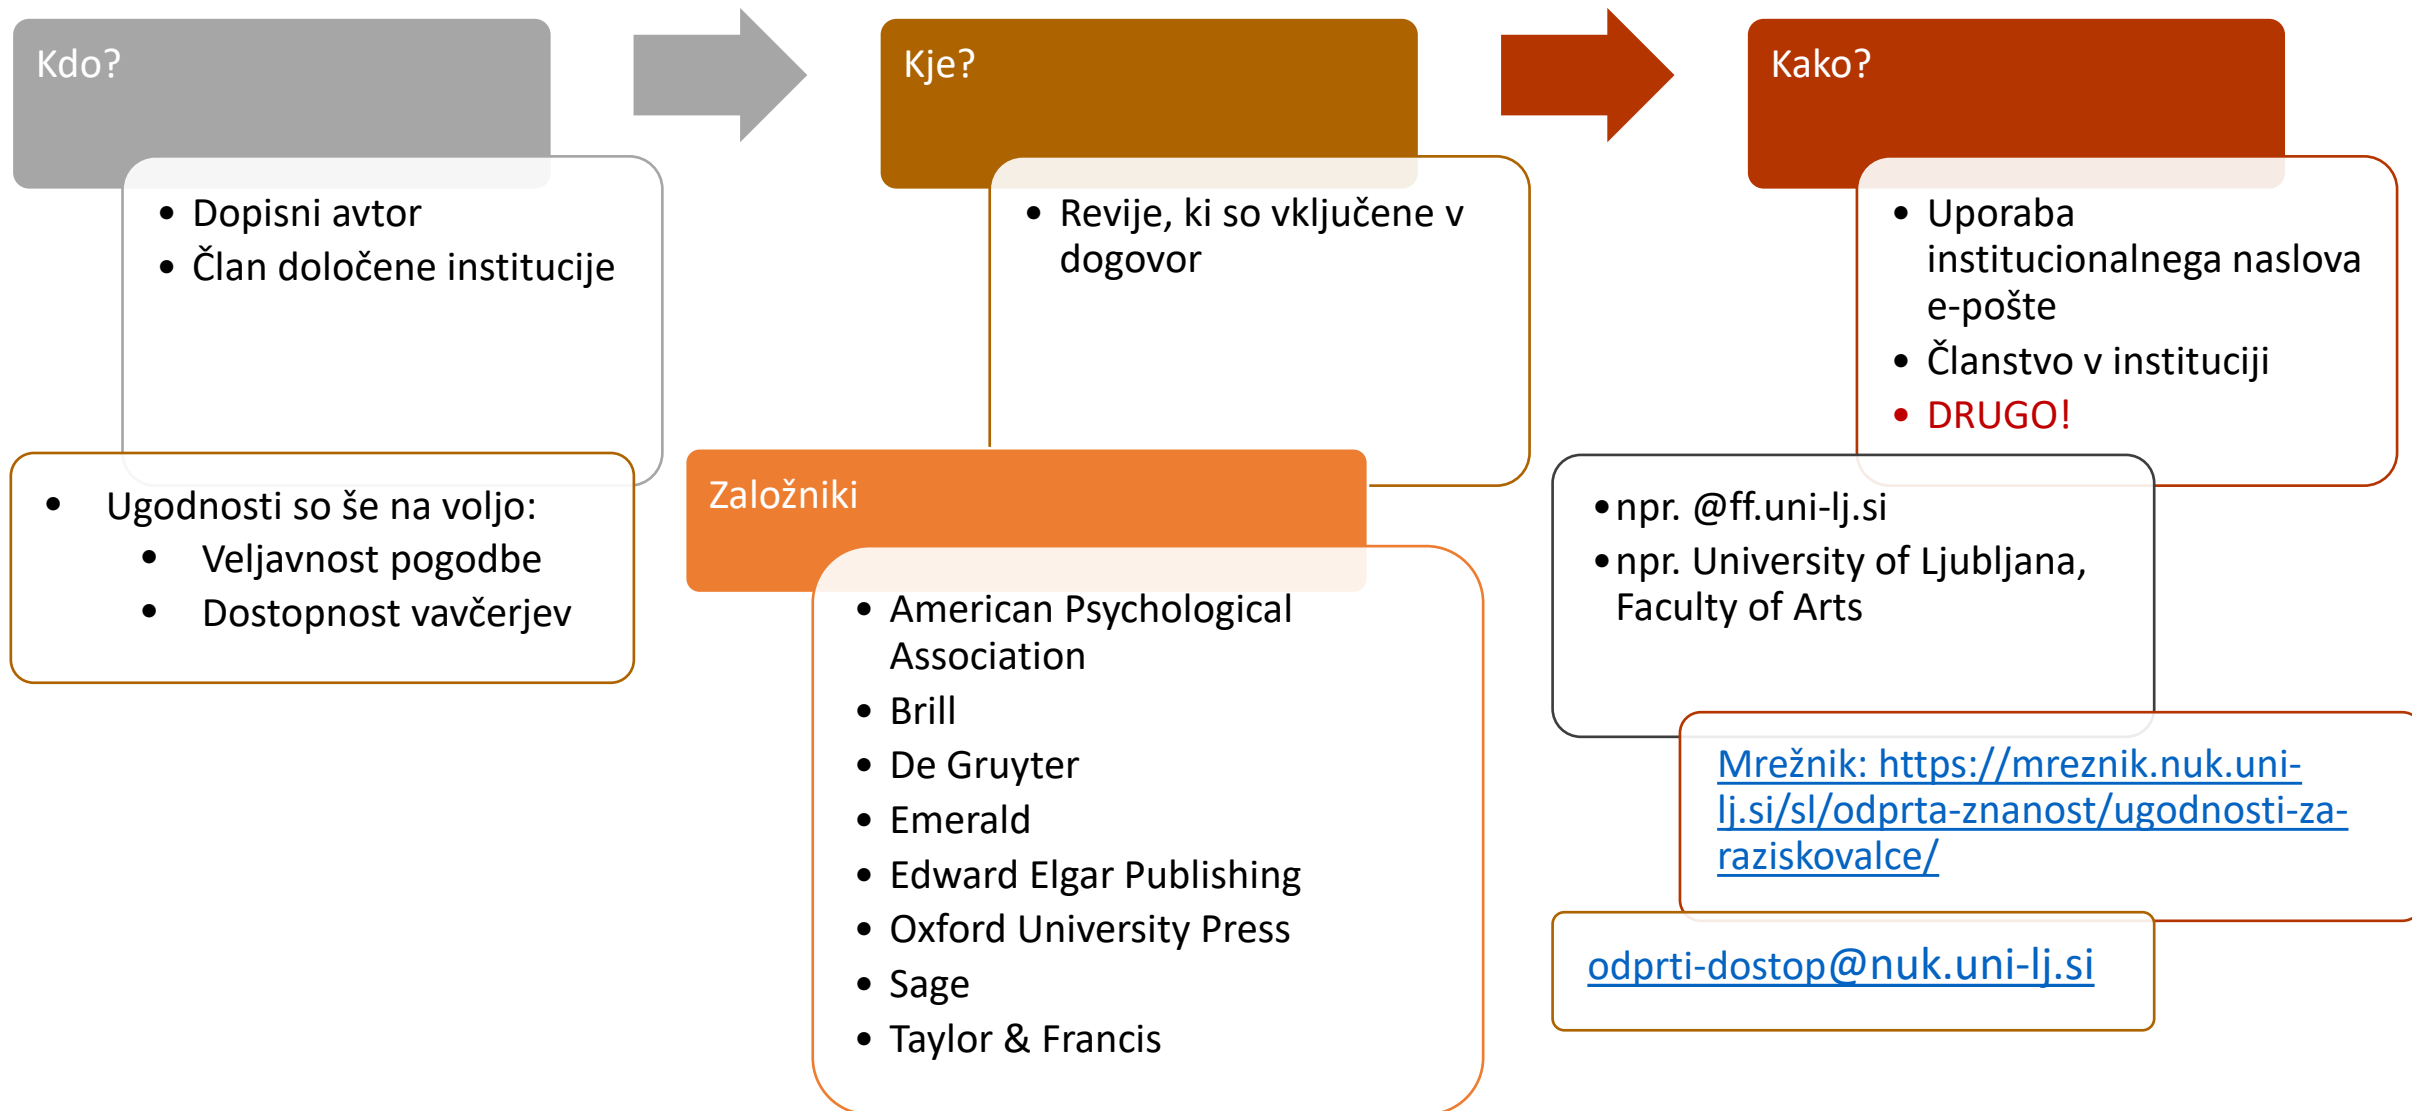 Kdo?
• Dopisni avtor
• Član določene institucije
• Ugodnosti so še na voljo:
• Veljavnost pogodbe
• Dostopnost vavčerjev
Kje?
• Revije, ki so vključene v
dogovor
Založniki
• American Psychological
Association
• Brill
• De Gruyter
• Emerald
• Edward Elgar Publishing
• Oxford University Press
• Sage
• Taylor & Francis
Kako?
• Uporaba
institucionalnega naslova
e-pošte
• Članstvo v instituciji
• DRUGO!
•npr. @ff.uni-lj.si
•npr. University of Ljubljana,
Faculty of Arts
Mrežnik: https://mreznik.nuk.uni-
lj.si/sl/odprta-znanost/ugodnosti-za-
raziskovalce/
odprti-dostop@nuk.uni-lj.si